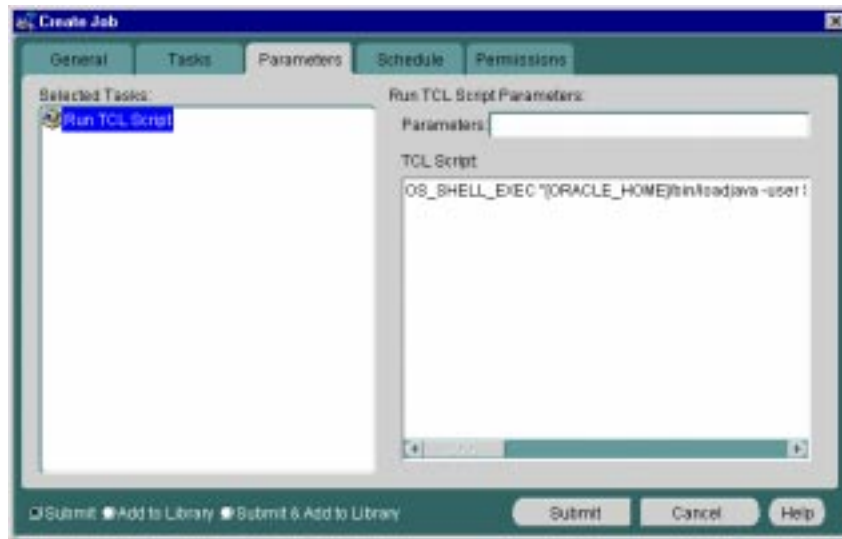 Create Job
General Tasks Parameters Schedule Permissions
Selected Tasks:
Run TCL Script
Run TCL Script Parameters:
Parameters:
TCL Script:
OS_SHELL_EXEC "{ORACLE_HOME}/bin/loadjava -user
Submit Add to Library Submit & Add to Library
Submit Cancel Help